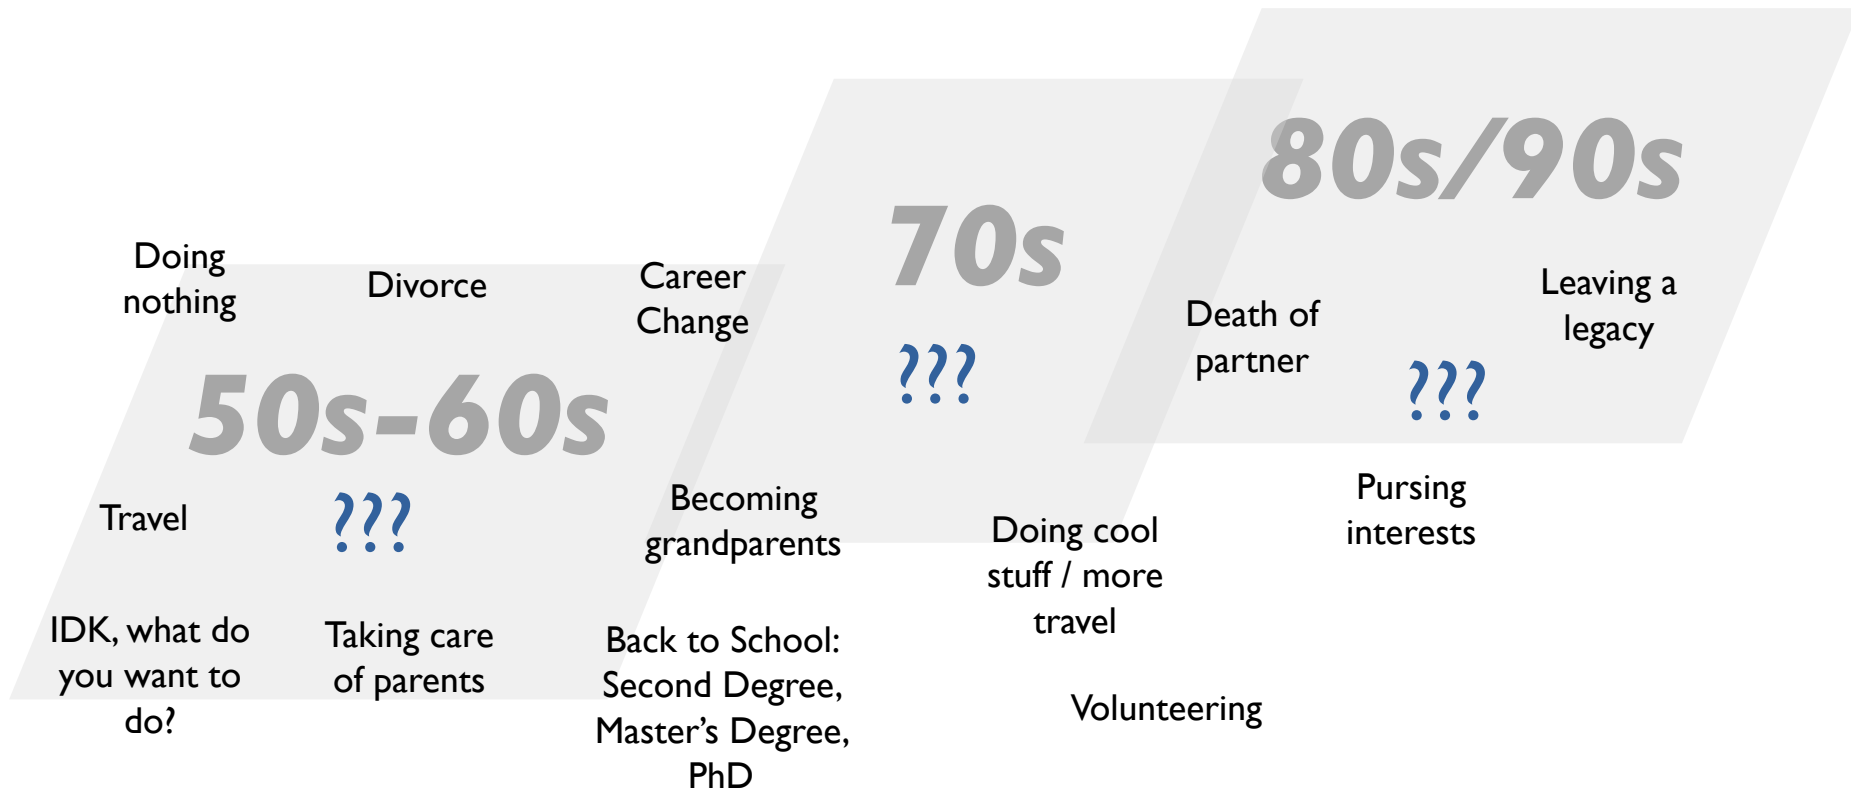 80s/90s
70s
Doing
nothing
Divorce
Career
Change
Death of
partner
Leaving a
legacy
???
???
50s-60s
Travel
???
Becoming
grandparents
Doing cool
stuff / more
travel
Pursing
interests
IDK, what do
you want to
do?
Taking care
of parents
Back to School:
Second Degree,
Master’s Degree,
PhD
Volunteering